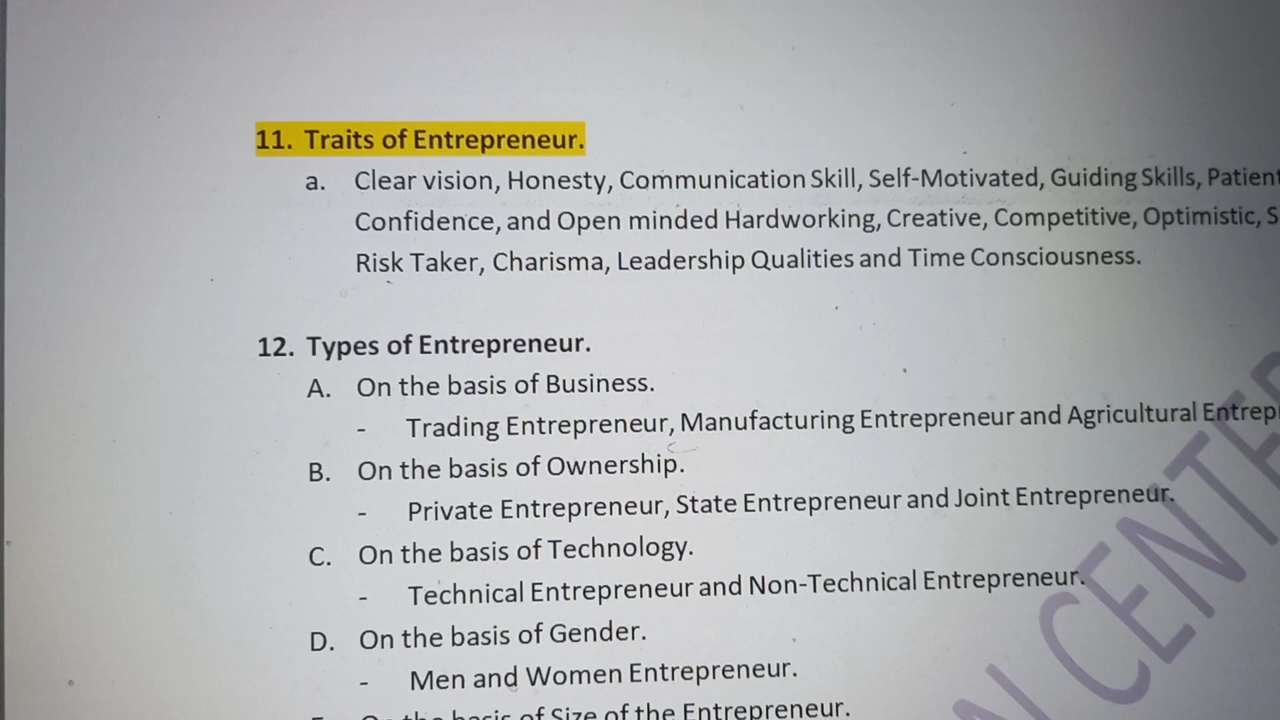 11. Traits of Entrepreneur.
a. Clear vision, Honesty, Communication Skill, Self-Motivated, Guiding Skills,
Confidence, and Open minded Hardworking, Creative, Competitive, Optimistic,
Risk Taker, Charisma, Leadership Qualities and Time Consciousness.
12. Types of Entrepreneur.
A. On the basis of Business.
- Trading Entrepreneur, Manufacturing Entrepreneur and Agricultural
B. On the basis of Ownership.
- Private Entrepreneur, State Entrepreneur and Joint Entrepreneur.
C. On the basis of Technology.
- Technical Entrepreneur and Non-Technical Entrepreneur.
D. On the basis of Gender.
- Men and Women Entrepreneur.
On the basis of Size of the Entrepreneur.